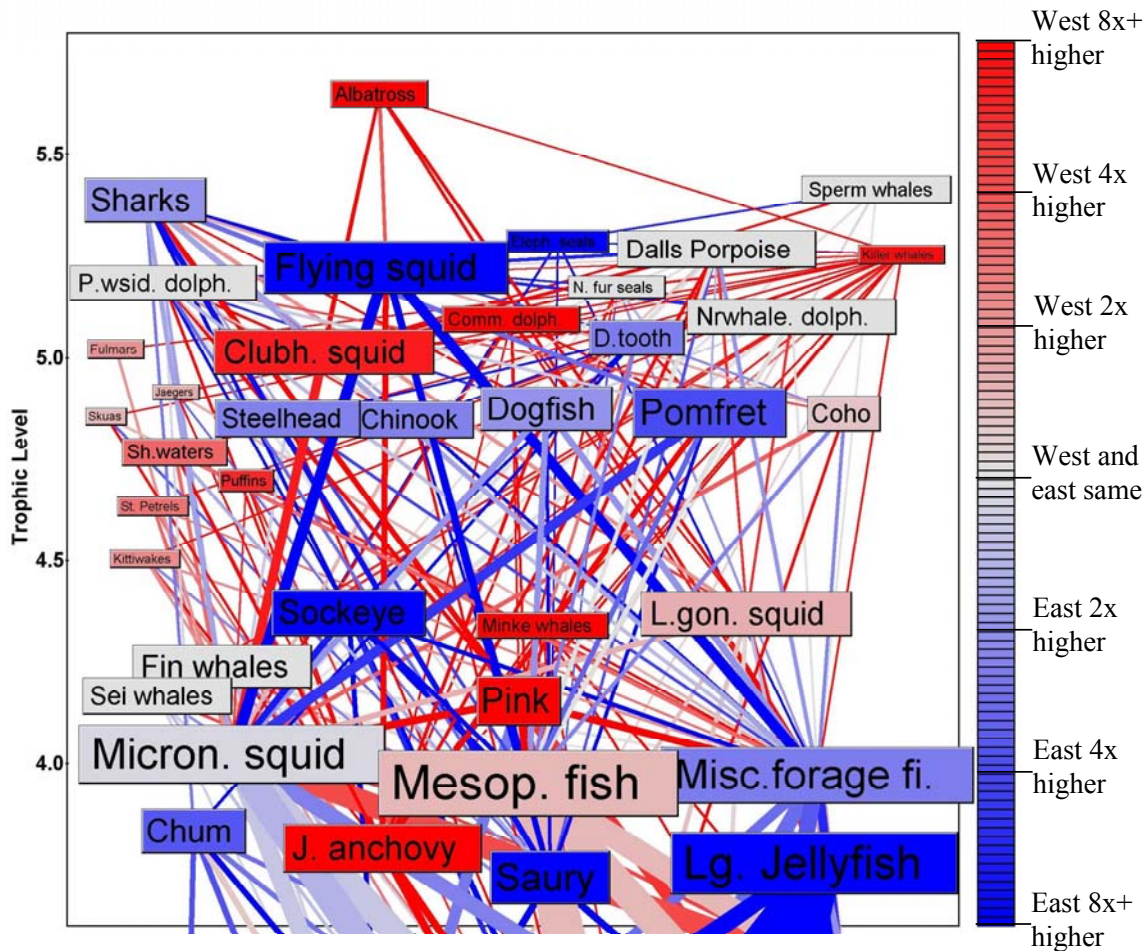 West 8x+
higher
Albatross
5.5
Sharks
Sperm whales
West 4x
higher
Eloph. seals
Flying squid
Dalls Porpoise
Killer whales
P.wsid. dolph.
N. fur seals
Comm. dolph.
Nrwhale. dolph.
West 2x
higher
Fulmars
5.0
Clubh. squid
D.tooth
Jaegers
Skuas
Steelhead
Chinook
Dogfish
Pomfret
Coho
Sh.waters
West and
east same
Puffins
St. Petrels
Trophic Level
4.5
Kittiwakes
Sockeye
Minke whales
L.gon. squid
East 2x
higher
Fin whales
Sei whales
Pink
4.0
Micron. squid
Mesop. fish
Misc.forage fi.
East 4x
higher
Chum
J. anchovy
Saury
Lg. Jellyfish
East 8x+
higher